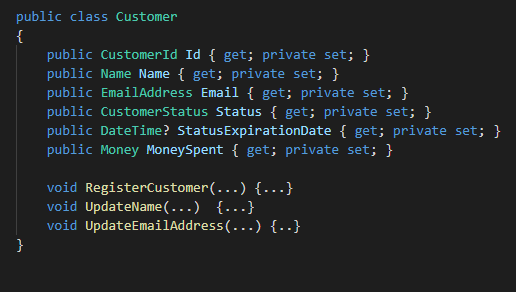 public class Customer
{
    public CustomerId Id { get; private set; }
    public Name Name { get; private set; }
    public EmailAddress Email { get; private set; }
    public CustomerStatus Status { get; private set; }
    public DateTime? StatusExpirationDate { get; private set; }
    public Money MoneySpent { get; private set; }

    void RegisterCustomer(...) {...}
    void UpdateName(...)  {...}
    void UpdateEmailAddress(...) {..}
}